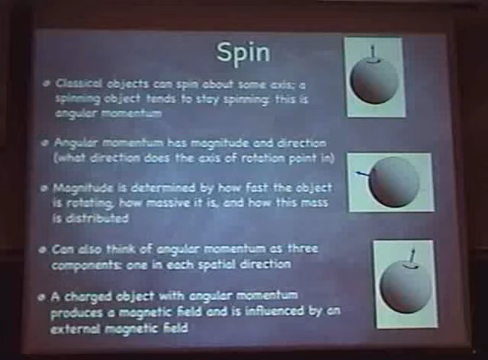 Spin
Classical objects can spin about some axis; a
spinning object tends to stay spinning: this is
angular momentum
Angular momentum has magnitude and direction
(what direction does the axis of rotation point in)
Magnitude is determined by how fast the object
is rotating, how massive it is, and how this mass
is distributed
Can also think of angular momentum as three
components: one in each spatial direction
A charged object with angular momentum
produces a magnetic field and is influenced by an
external magnetic field